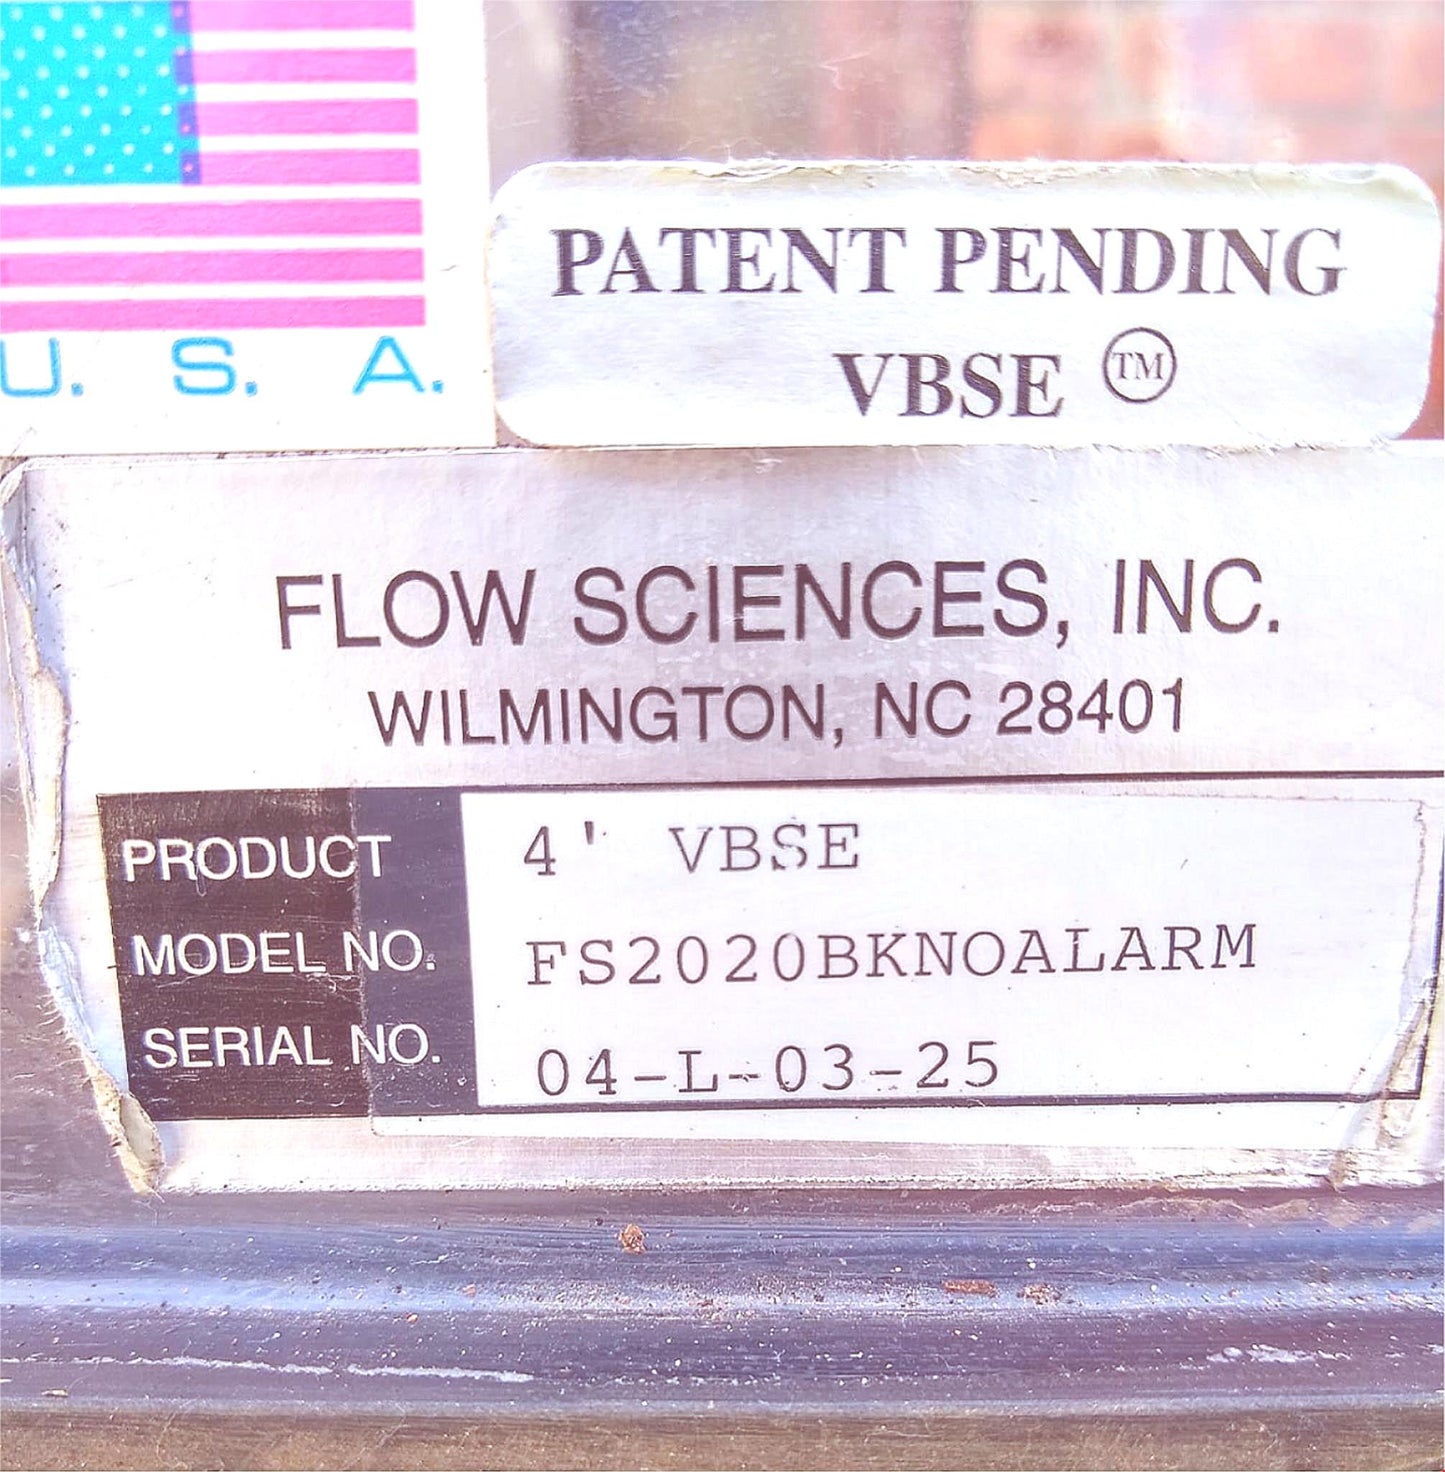 U. S. A.
PATENT PENDING
VBSE TM
FLOW SCIENCES, INC.
WILMINGTON, NC 28401
PRODUCT 4' VBSE
MODEL NO. FS2020BKNOALARM
SERIAL NO. 04-L-03-25